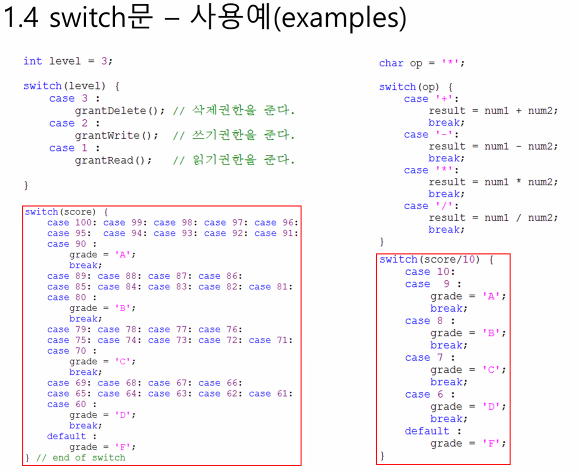 1.4 switch문 – 사용예(examples)
int level = 3;
switch(level) {
case 3 :
grantDelete(); // 삭제권한을 준다.
case 2 :
grantWrite(); // 쓰기권한을 준다.
case 1 :
grantRead(); // 읽기권한을 준다.
}
switch(score) {
case 100: case 99: case 98: case 97: case 96:
case 95: case 94: case 93: case 92: case 91:
case 90 :
grade = 'A';
break;
case 89: case 88: case 87: case 86:
case 85: case 84: case 83: case 82: case 81:
case 80 :
grade = 'B';
break;
case 79: case 78: case 77: case 76:
case 75: case 74: case 73: case 72: case 71:
case 70 :
grade = 'C';
break;
case 69: case 68: case 67: case 66:
case 65: case 64: case 63: case 62: case 61:
case 60 :
grade = 'D';
break;
default :
grade = 'F';
} // end of switch
char op = '*';
switch(op) {
case '+':
result = num1 + num2;
break;
case '-':
result = num1 - num2;
break;
case '*':
result = num1 * num2;
break;
case '/':
result = num1 / num2;
break;
}
switch(score/10) {
case 10:
case 9 :
grade = 'A';
break;
case 8 :
grade = 'B';
break;
case 7 :
grade = 'C';
break;
case 6 :
grade = 'D';
break;
default :
grade = 'F';
}